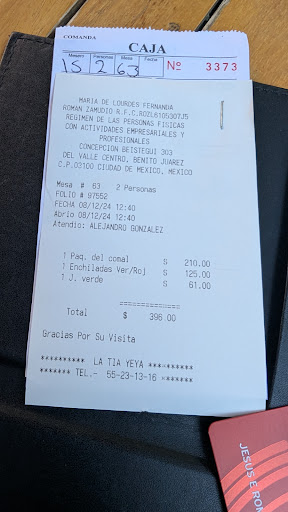 COMANDA
CAJA
Mesero Personas Mesa Fecha
15 2 63 Nº 3373
MARIA DE LOURDES FERNANDA
ROMAN ZAMUDIO R.F.C.ROZL6105307J5
REGIMEN DE LAS PERSONAS FISICAS
CON ACTIVIDADES EMPRESARIALES Y
PROFESIONALES
CONCEPCION BEISTEGUI 303
DEL VALLE CENTRO, BENITO JUAREZ
C.P.03100 CIUDAD DE MEXICO, MEXICO
Mesa # 63 2 Personas
FOLIO # 97552
FECHA 08/12/24 12:40
Abrio 08/12/24 12:40
Atendio: ALEJANDRO GONZALEZ
1 Paq. del comal $ 210.00
1 Enchiladas Ver/Roj $ 125.00
1 J. verde $ 61.00
==============
Total $ 396.00
Gracias Por Su Visita
********** LA TIA YEYA **********
******* TEL.- 55-23-13-16 ********
JESUS E ROM